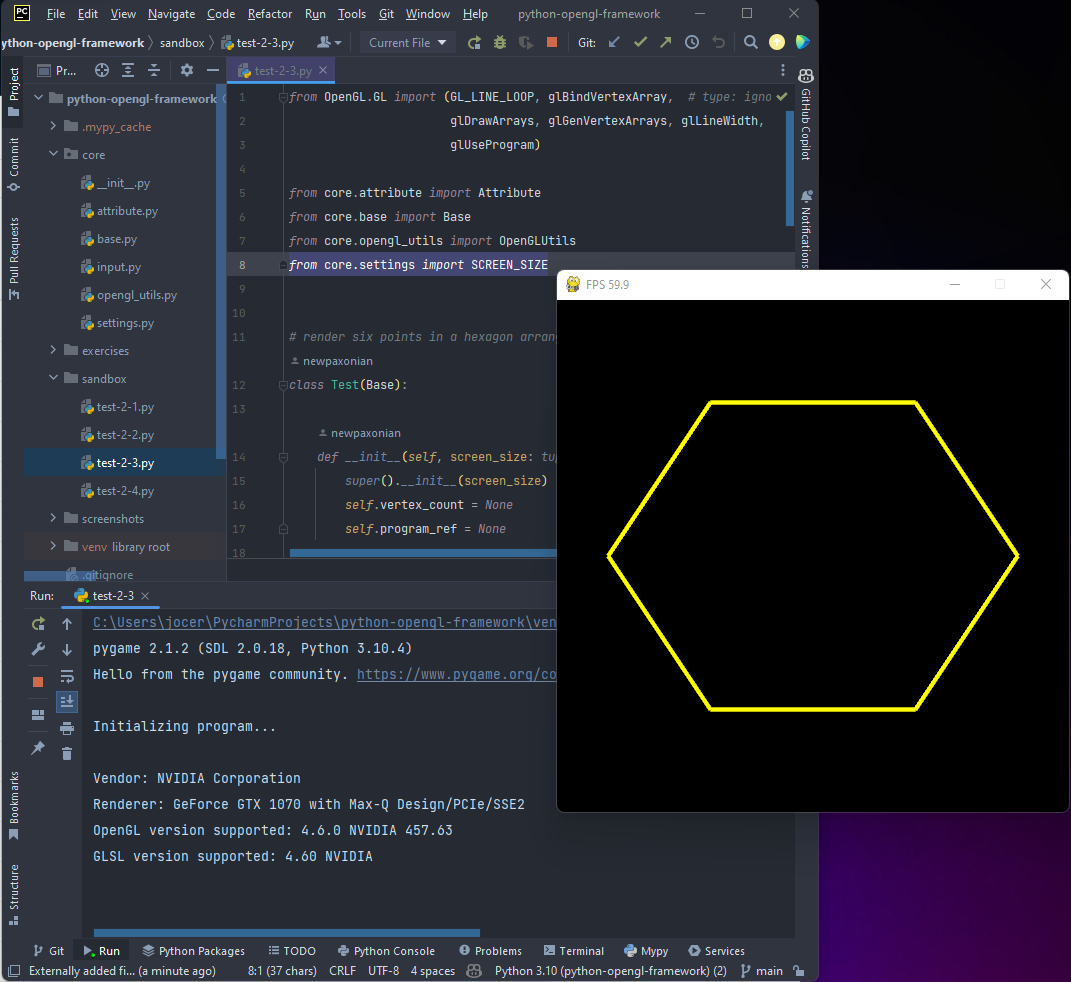 PC File Edit View Navigate Code Refactor Run Tools Git Window Help python-opengl-framework
ython-opengl-framework sandbox test-2-3.py Current File Git:
Project
Commit
Pull Requests
Bookmarks
Structure
Pr...
python-opengl-framework
.mypy_cache
core
__init__.py
attribute.py
base.py
input.py
opengl_utils.py
settings.py
exercises
sandbox
test-2-1.py
test-2-2.py
test-2-3.py
test-2-4.py
screenshots
venv library root
.gitignore
test-2-3.py
1 from OpenGL.GL import (GL_LINE_LOOP, glBindVertexArray, # type: igno
2 glDrawArrays, glGenVertexArrays, glLineWidth,
3 glUseProgram)
4
5 from core.attribute import Attribute
6 from core.base import Base
7 from core.opengl_utils import OpenGLUtils
8 from core.settings import SCREEN_SIZE
9
10
11 # render six points in a hexagon arran
newpaxonian
12 class Test(Base):
13
newpaxonian
14 def __init__(self, screen_size: tu
15 super().__init__(screen_size)
16 self.vertex_count = None
17 self.program_ref = None
18
GitHub Copilot
Notifications
FPS 59.9
Run: test-2-3
C:\Users\jocer\PycharmProjects\python-opengl-framework\ven
pygame 2.1.2 (SDL 2.0.18, Python 3.10.4)
Hello from the pygame community. https://www.pygame.org/co
Initializing program...
Vendor: NVIDIA Corporation
Renderer: GeForce GTX 1070 with Max-Q Design/PCIe/SSE2
OpenGL version supported: 4.6.0 NVIDIA 457.63
GLSL version supported: 4.60 NVIDIA
Git Run Python Packages TODO Python Console Problems Terminal Mypy Services
Externally added fi... (a minute ago) 8:1 (37 chars) CRLF UTF-8 4 spaces Python 3.10 (python-opengl-framework) (2) main